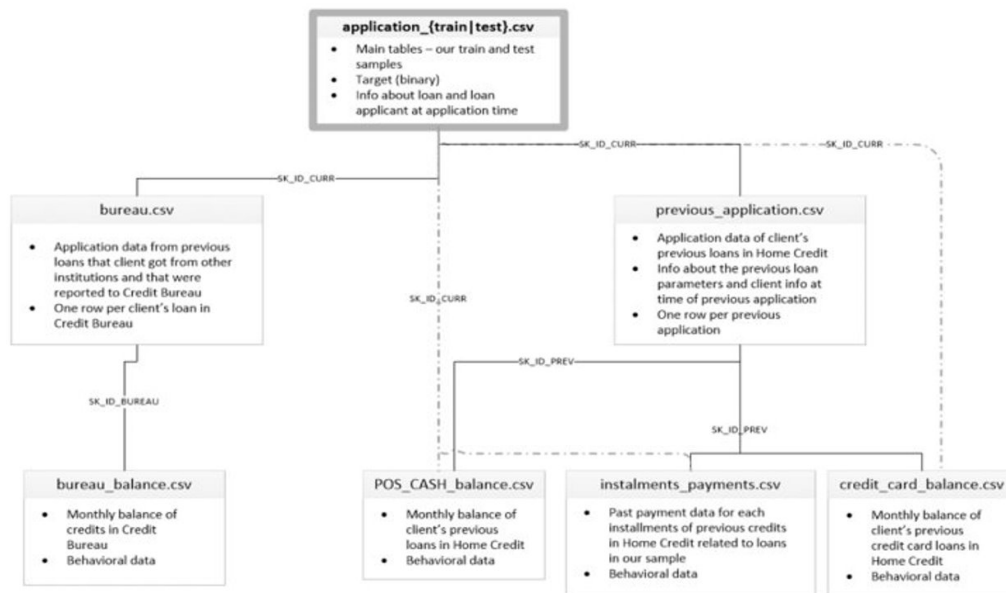 application_{train|test}.csv
• Main tables – our train and test
samples
• Target (binary)
• Info about loan and loan
applicant at application time
SK_ID_CURR
SK_ID_CURR
SK_ID_CURR
bureau.csv
• Application data from previous
loans that client got from other
institutions and that were
reported to Credit Bureau
• One row per client's loan in
Credit Bureau
previous_application.csv
• Application data of client's
previous loans in Home Credit
• Info about the previous loan
parameters and client info at
time of previous application
• One row per previous
application
SK_ID_CURR
SK_ID_PREV
SK_ID_BUREAU
SK_ID_PREV
bureau_balance.csv
• Monthly balance of
credits in Credit
Bureau
• Behavioral data
POS_CASH_balance.csv
• Monthly balance of
client's previous
loans in Home Credit
• Behavioral data
instalments_payments.csv
• Past payment data for each
installments of previous credits
in Home Credit related to loans
in our sample
• Behavioral data
credit_card_balance.csv
• Monthly balance of
client's previous
credit card loans in
Home Credit
• Behavioral data